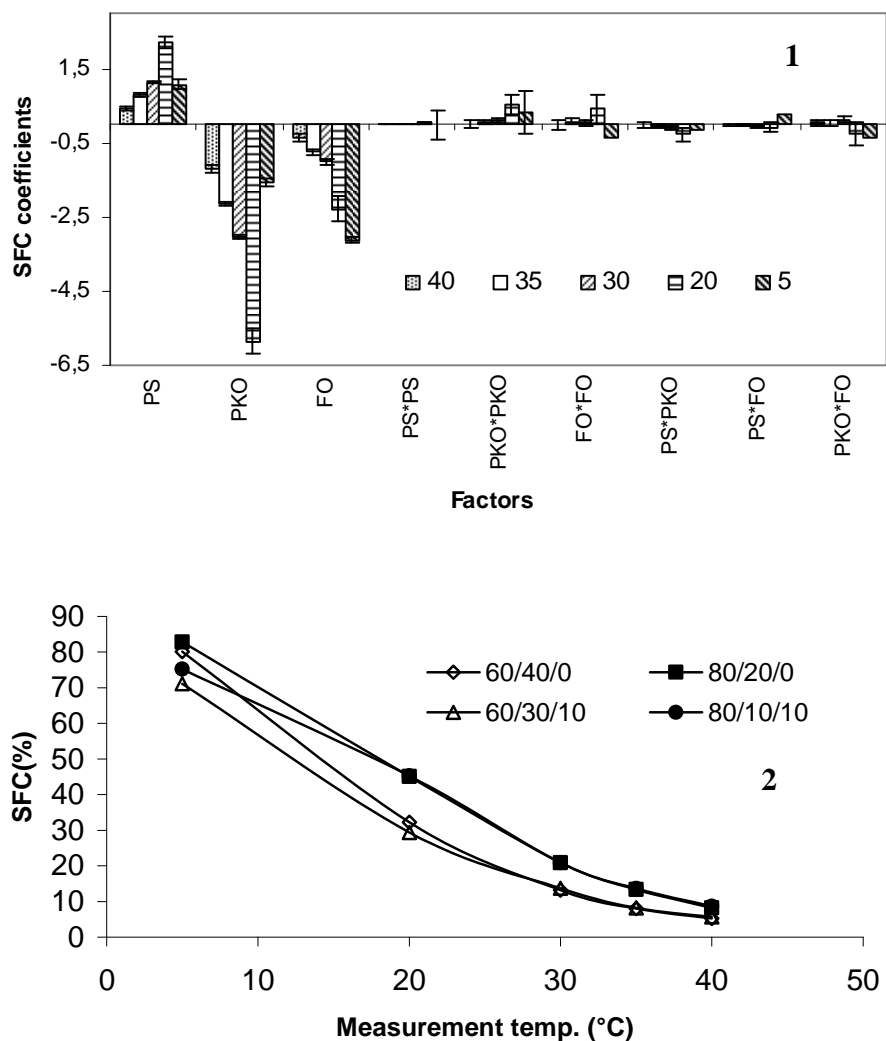 1
1,5
-0,5
-2,5
-4,5
-6,5
SFC coefficients
40 35 30 20 5
PS PKO FO PS*PS PKO*PKO FO*FO PS*PKO PS*FO PKO*FO
Factors
90
80
70
60
50
40
30
20
10
0
SFC(%)
60/40/0 80/20/0
60/30/10 80/10/10
2
0 10 20 30 40 50
Measurement temp. (°C)